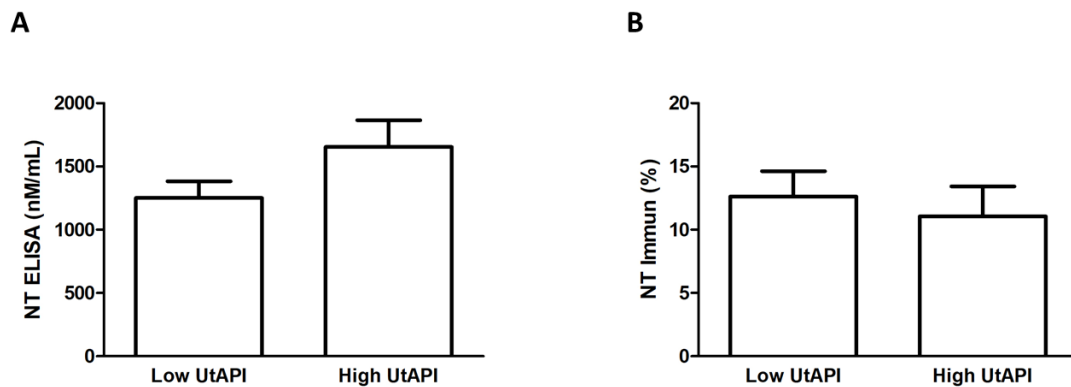 A
NT ELISA (nM/mL)
2000
1500
1000
500
0
Low UtAPI
High UtAPI
B
NT Immun (%)
20
15
10
5
0
Low UtAPI
High UtAPI